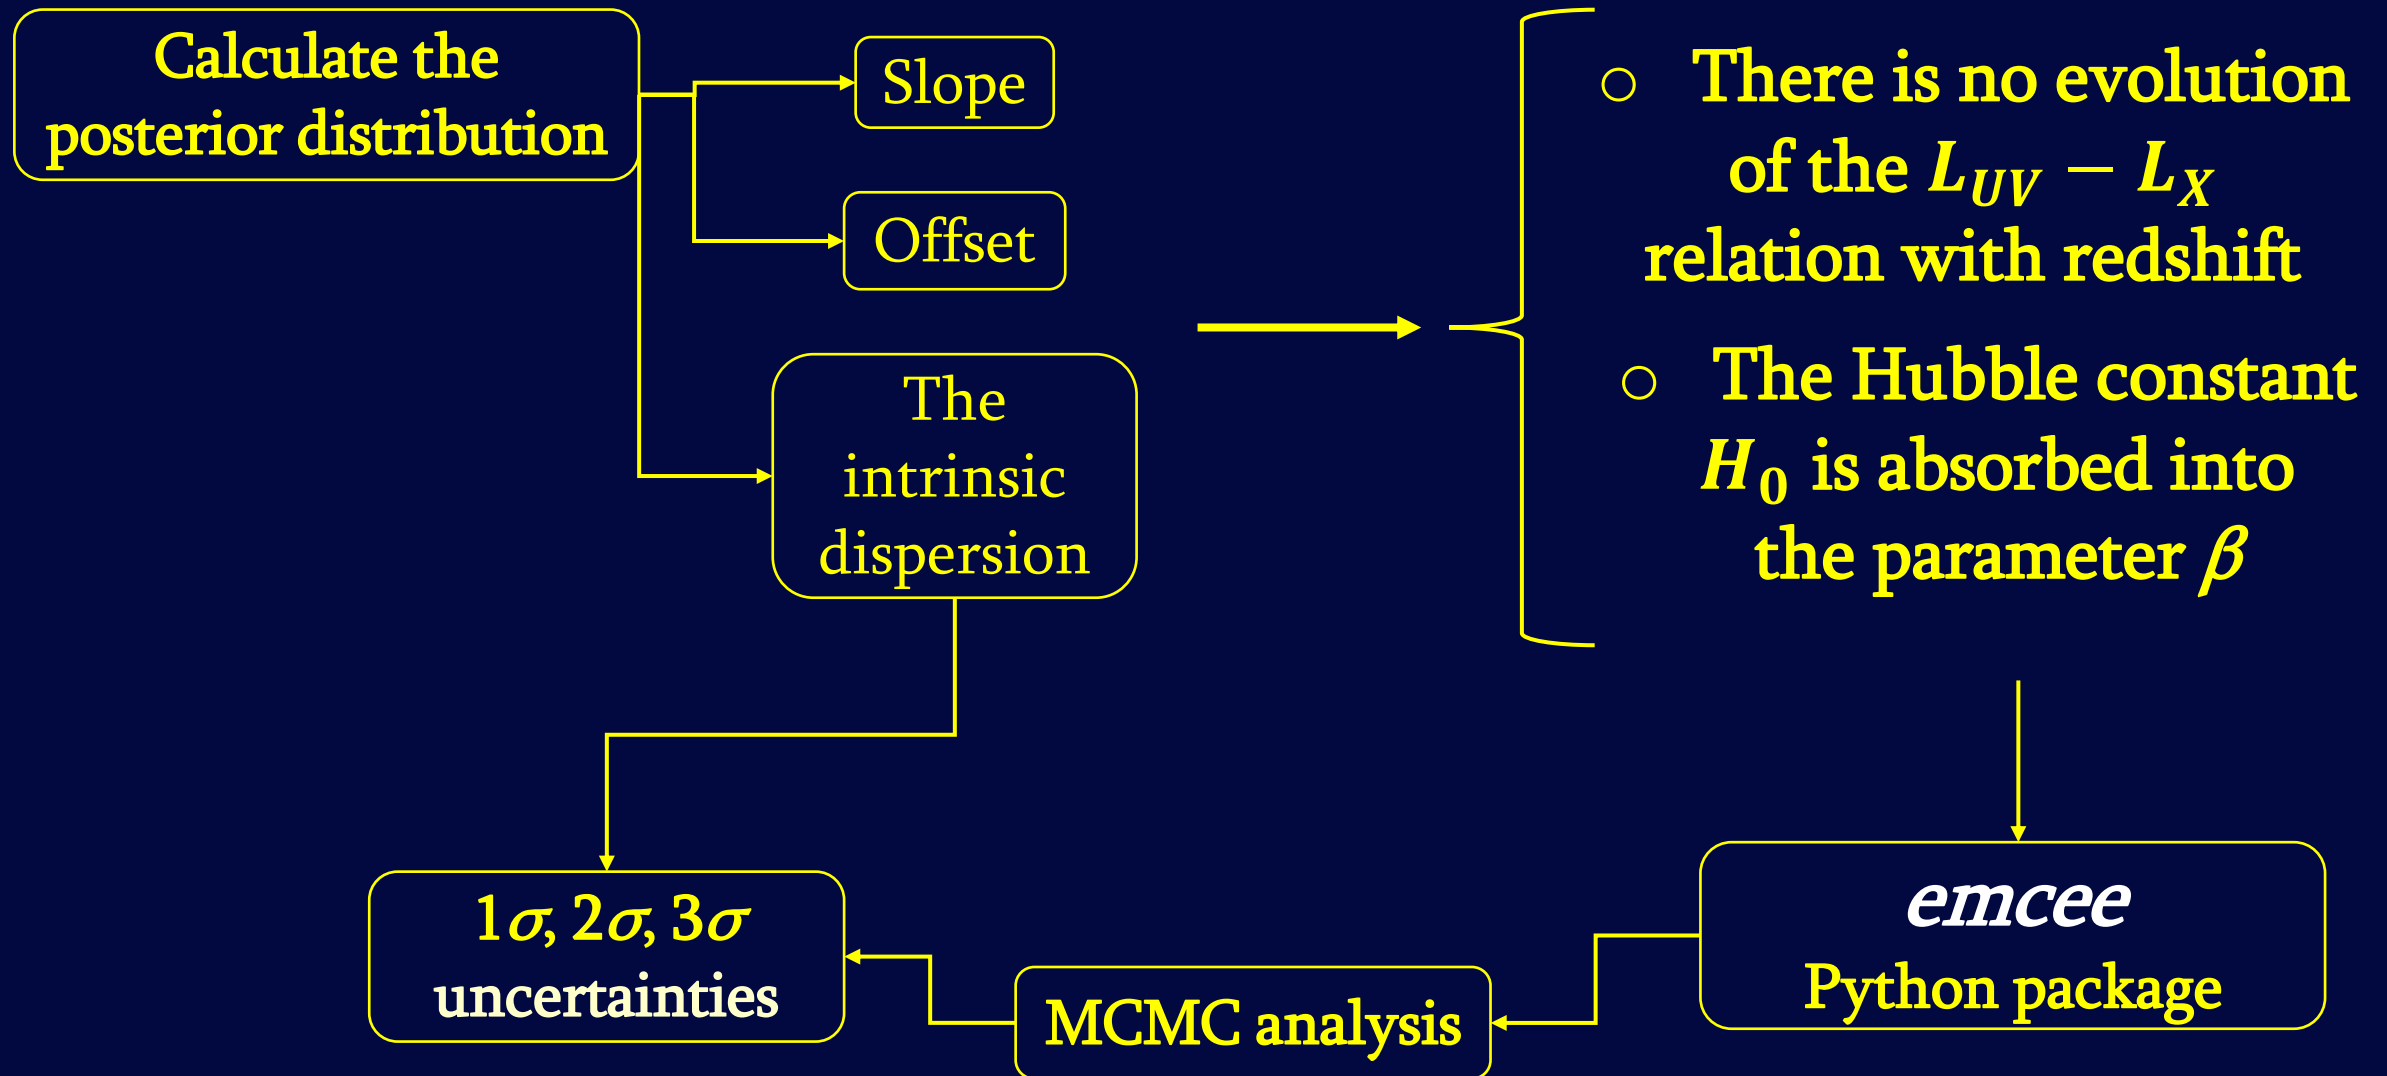 Calculate the
posterior distribution
Slope
Offset
The
intrinsic
dispersion
○ There is no evolution
of the L_UV − L_X
relation with redshift
○ The Hubble constant
H_0 is absorbed into
the parameter β
emcee
Python package
MCMC analysis
1σ, 2σ, 3σ
uncertainties